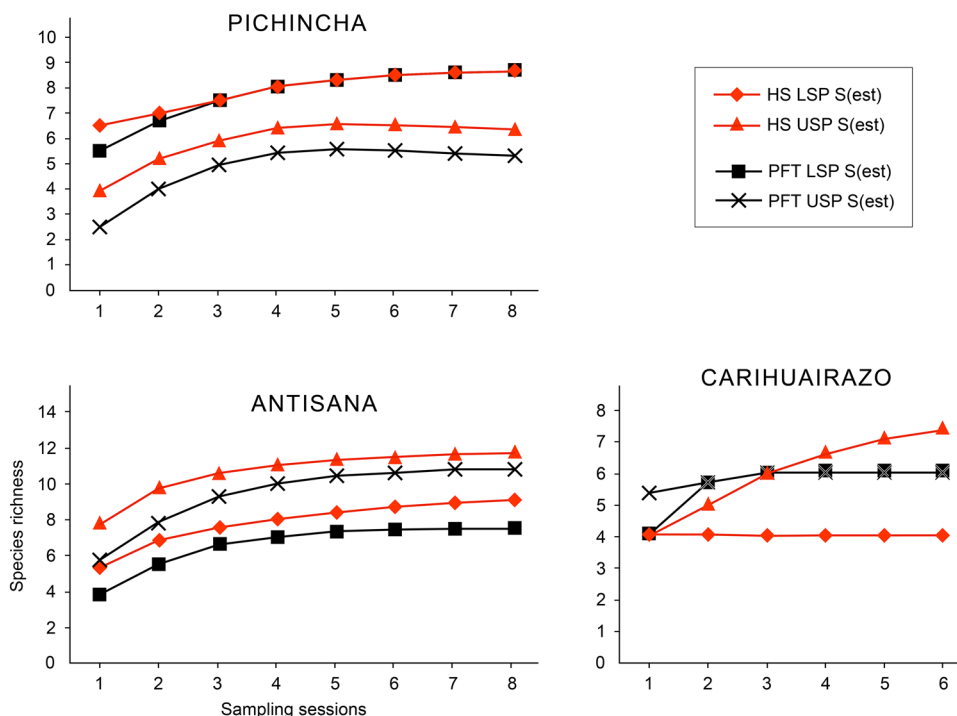 PICHINCHA
10
9
8
7
6
5
4
3
2
1
0
1 2 3 4 5 6 7 8
HS LSP S(est)
HS USP S(est)
PFT LSP S(est)
PFT USP S(est)
ANTISANA
Species richness
14
12
10
8
6
4
2
0
1 2 3 4 5 6 7 8
Sampling sessions
CARIHUAIRAZO
8
7
6
5
4
3
2
1
0
1 2 3 4 5 6